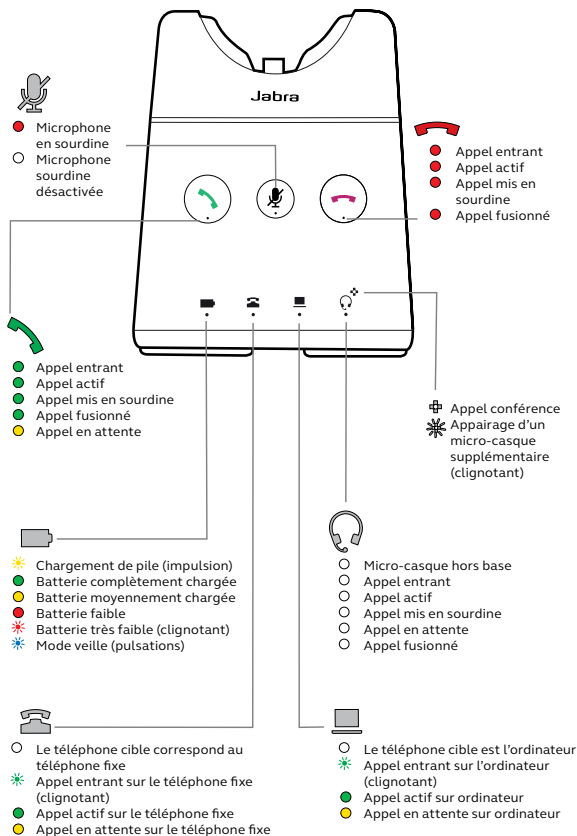 Jabra
Microphone
en sourdine
Microphone
sourdine
désactivée
Appel entrant
Appel actif
Appel mis en
sourdine
Appel fusionné
Appel entrant
Appel actif
Appel mis en sourdine
Appel fusionné
Appel en attente
Appel conférence
Appairage d'un
micro-casque
supplémentaire
(clignotant)
Chargement de pile (impulsion)
Batterie complètement chargée
Batterie moyennement chargée
Batterie faible
Batterie très faible (clignotant)
Mode veille (pulsations)
Micro-casque hors base
Appel entrant
Appel actif
Appel mis en sourdine
Appel en attente
Appel fusionné
Le téléphone cible correspond au
téléphone fixe
Appel entrant sur le téléphone fixe
(clignotant)
Appel actif sur le téléphone fixe
Appel en attente sur le téléphone fixe
Le téléphone cible est l'ordinateur
Appel entrant sur l'ordinateur
(clignotant)
Appel actif sur ordinateur
Appel en attente sur ordinateur